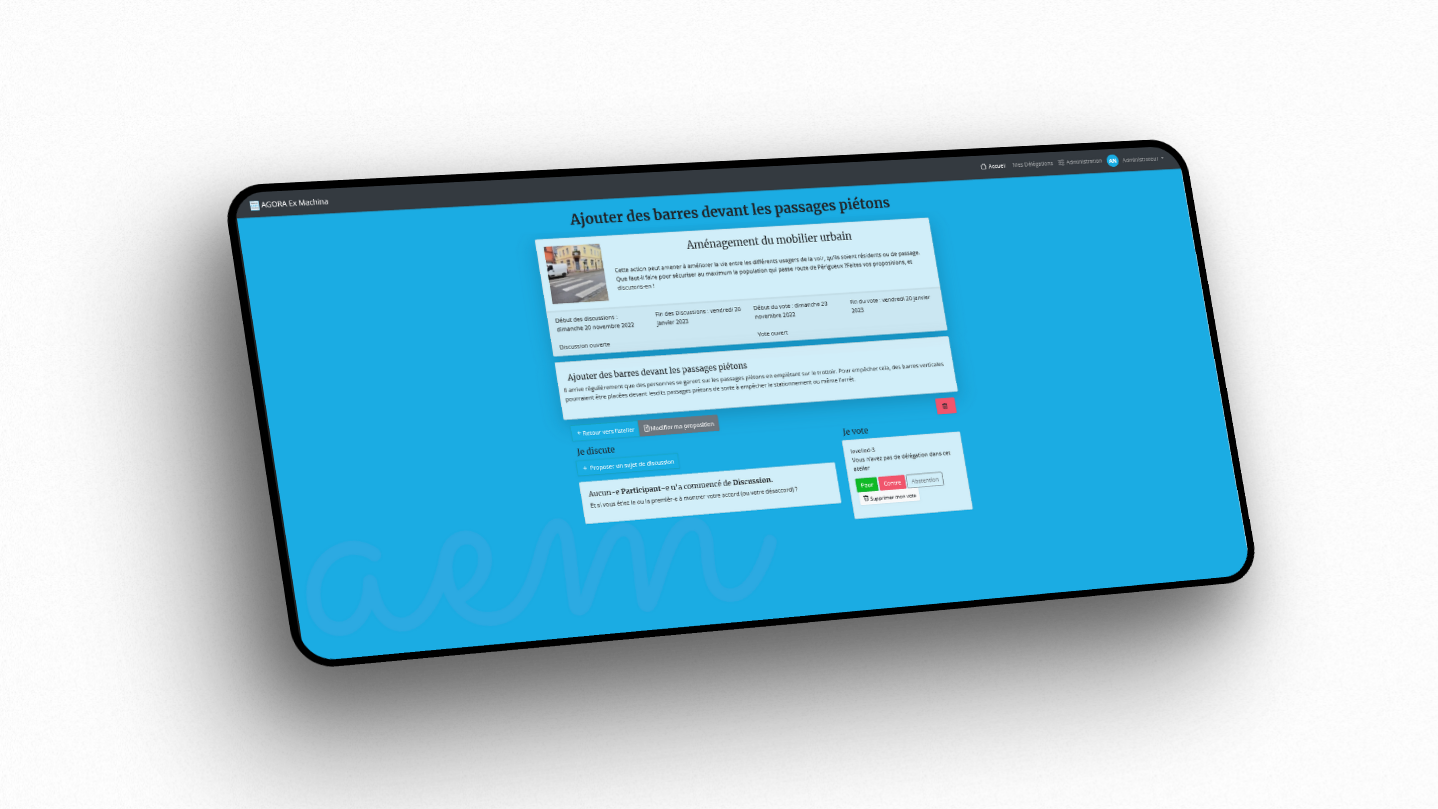 AGORA Ex Machina
Accueil Mes Délégations Administration AN Administrateur
Ajouter des barres devant les passages piétons
Aménagement du mobilier urbain
Cette action peut amener à améliorer la vie entre les différents usagers de la voir, qu'ils soient résidents ou de passage.
Que faut-il faire pour sécuriser au maximum la population qui passe route de Périgueux ?Faites vos propositions, et
discutons-en !
Début des discussions :
dimanche 20 novembre 2022
Fin des Discussions : vendredi 20
janvier 2023
Début du vote : dimanche 20
novembre 2022
Fin du vote : vendredi 20 janvier
2023
Discussion ouverte
Vote ouvert
Ajouter des barres devant les passages piétons
Il arrive régulièrement que des personnes se garent sur les passages piétons en empiétant sur le trottoir. Pour empêcher cela, des barres verticales
pourraient être placées devant lesdits passages piétons de sorte à empêcher le stationnement ou même l'arrêt.
Retour vers l'atelier
Modifier ma proposition
Je discute
+ Proposer un sujet de discussion
Aucun-e Participant-e n'a commencé de Discussion.
Et si vous étiez le ou la premièr-e à montrer votre accord (ou votre désaccord) ?
Je vote
Vous n'avez pas de délégation dans cet
atelier
Pour Contre Abstention
Supprimer mon vote
aem